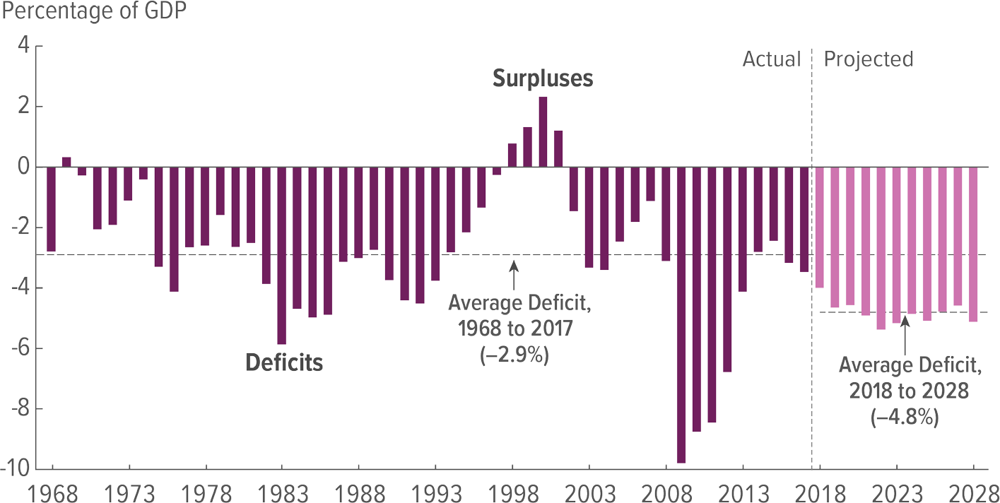 Percentage of GDP
4
2
0
-2
-4
-6
-8
-10
Actual
Projected
Surpluses
Deficits
Average Deficit,
1968 to 2017
(–2.9%)
Average Deficit,
2018 to 2028
(–4.8%)
1968 1973 1978 1983 1988 1993 1998 2003 2008 2013 2018 2023 2028